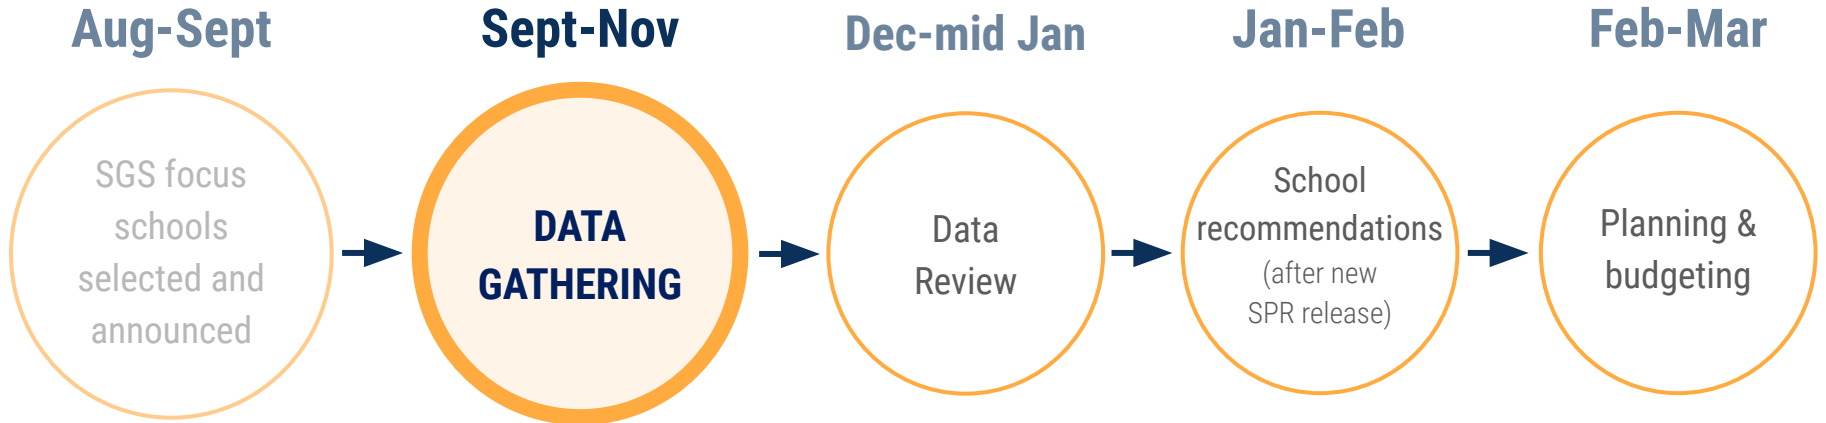 Aug-Sept
SGS focus
schools
selected and
announced
Sept-Nov
DATA
GATHERING
Dec-mid Jan
Data
Review
Jan-Feb
School
recommendations
(after new
SPR release)
Feb-Mar
Planning &
budgeting